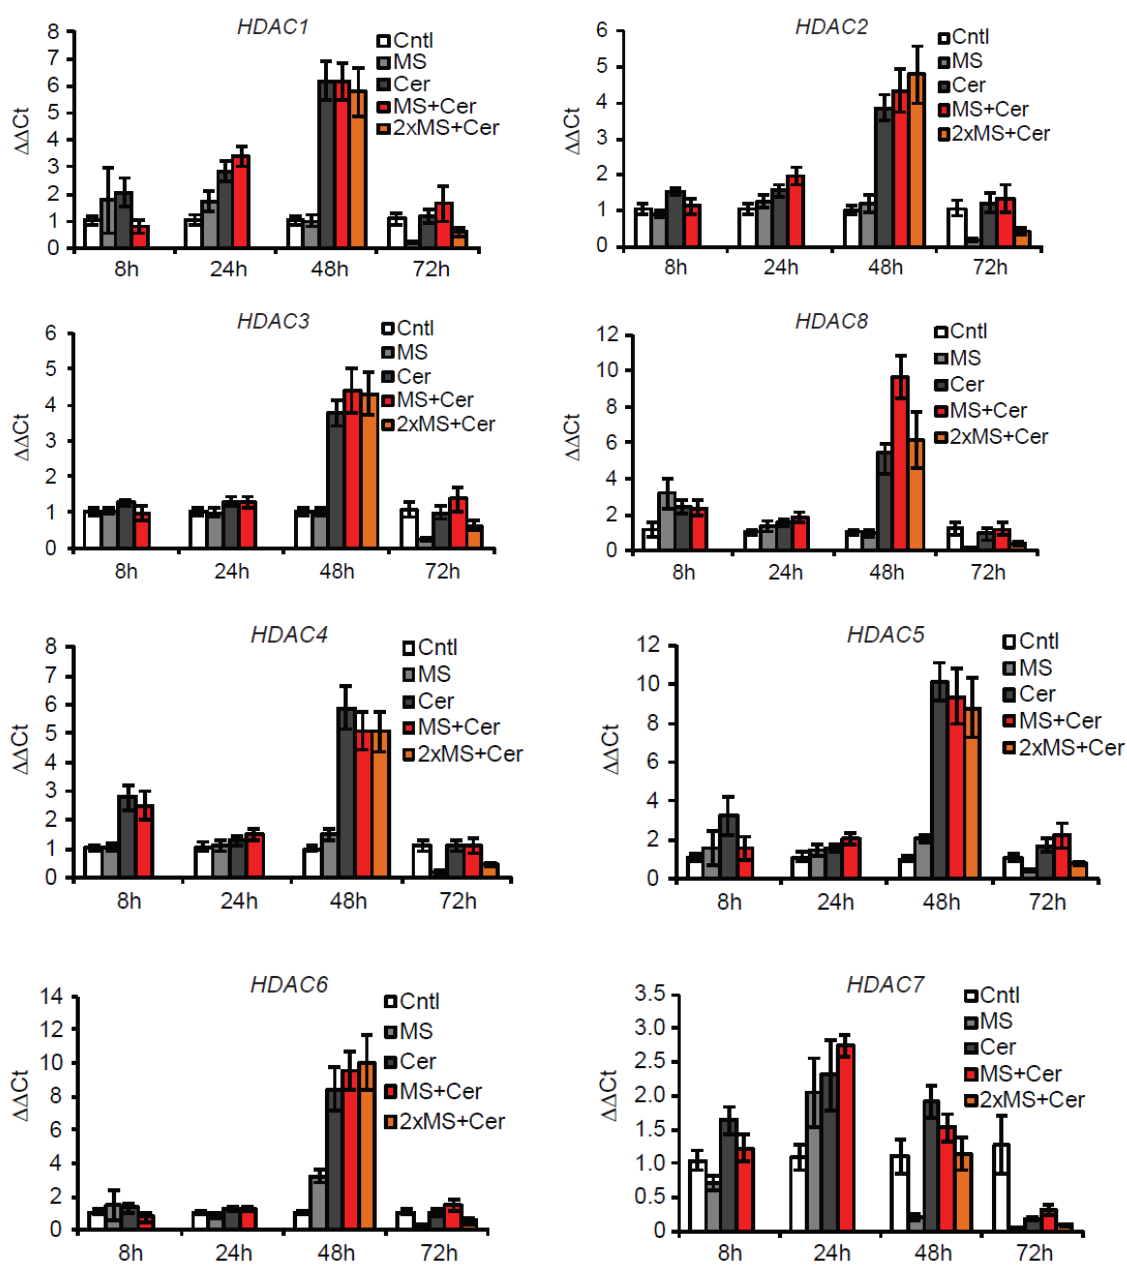 HDAC1
8
7
6
5
4
3
2
1
0
ΔΔCt
Cntl
MS
Cer
MS+Cer
2xMS+Cer
8h 24h 48h 72h
HDAC2
6
5
4
3
2
1
0
ΔΔCt
Cntl
MS
Cer
MS+Cer
2xMS+Cer
8h 24h 48h 72h
HDAC3
6
5
4
3
2
1
0
ΔΔCt
Cntl
MS
Cer
MS+Cer
2xMS+Cer
8h 24h 48h 72h
HDAC8
12
10
8
6
4
2
0
ΔΔCt
Cntl
MS
Cer
MS+Cer
2xMS+Cer
8h 24h 48h 72h
HDAC4
8
7
6
5
4
3
2
1
0
ΔΔCt
Cntl
MS
Cer
MS+Cer
2xMS+Cer
8h 24h 48h 72h
HDAC5
12
10
8
6
4
2
0
ΔΔCt
Cntl
MS
Cer
MS+Cer
2xMS+Cer
8h 24h 48h 72h
HDAC6
14
12
10
8
6
4
2
0
ΔΔCt
Cntl
MS
Cer
MS+Cer
2xMS+Cer
8h 24h 48h 72h
HDAC7
3.5
3.0
2.5
2.0
1.5
1.0
0.5
0
ΔΔCt
Cntl
MS
Cer
MS+Cer
2xMS+Cer
8h 24h 48h 72h